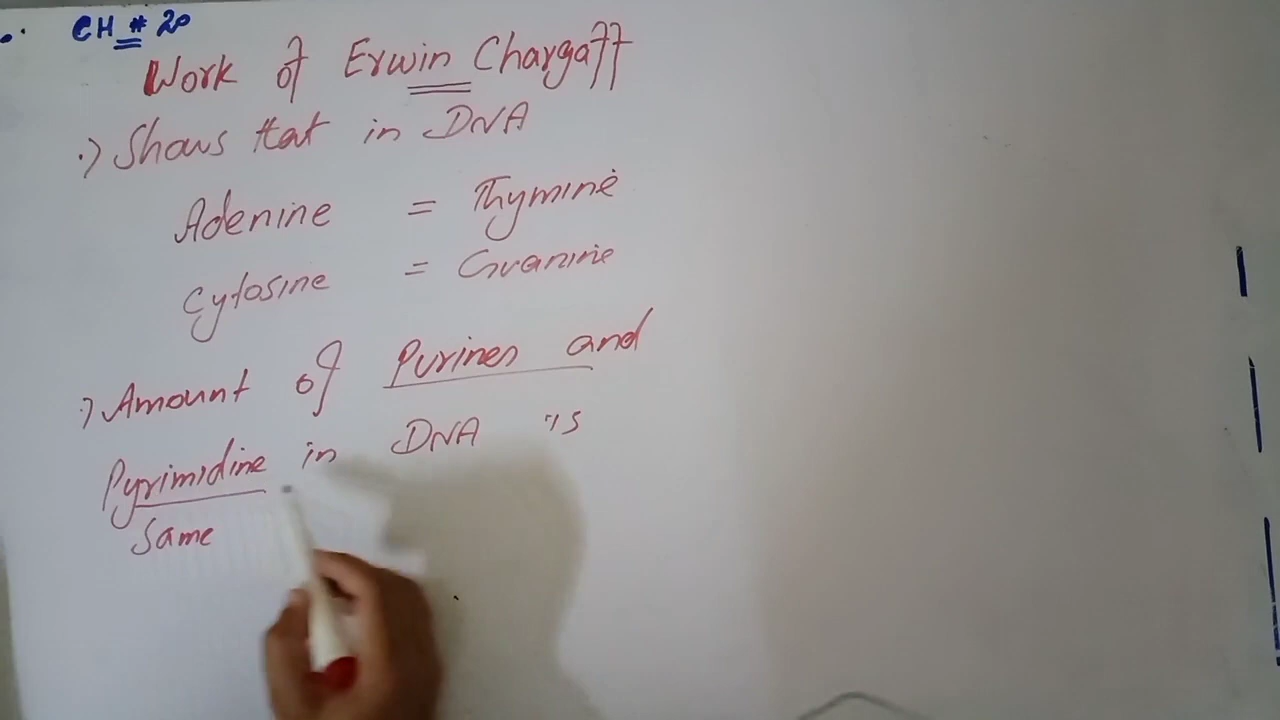 CH # 20
Work of Erwin Chargaff
Shows that in DNA
Adenine = Thymine
Cytosine = Guanine
Amount of Purines and
Pyrimidine in DNA is
Same